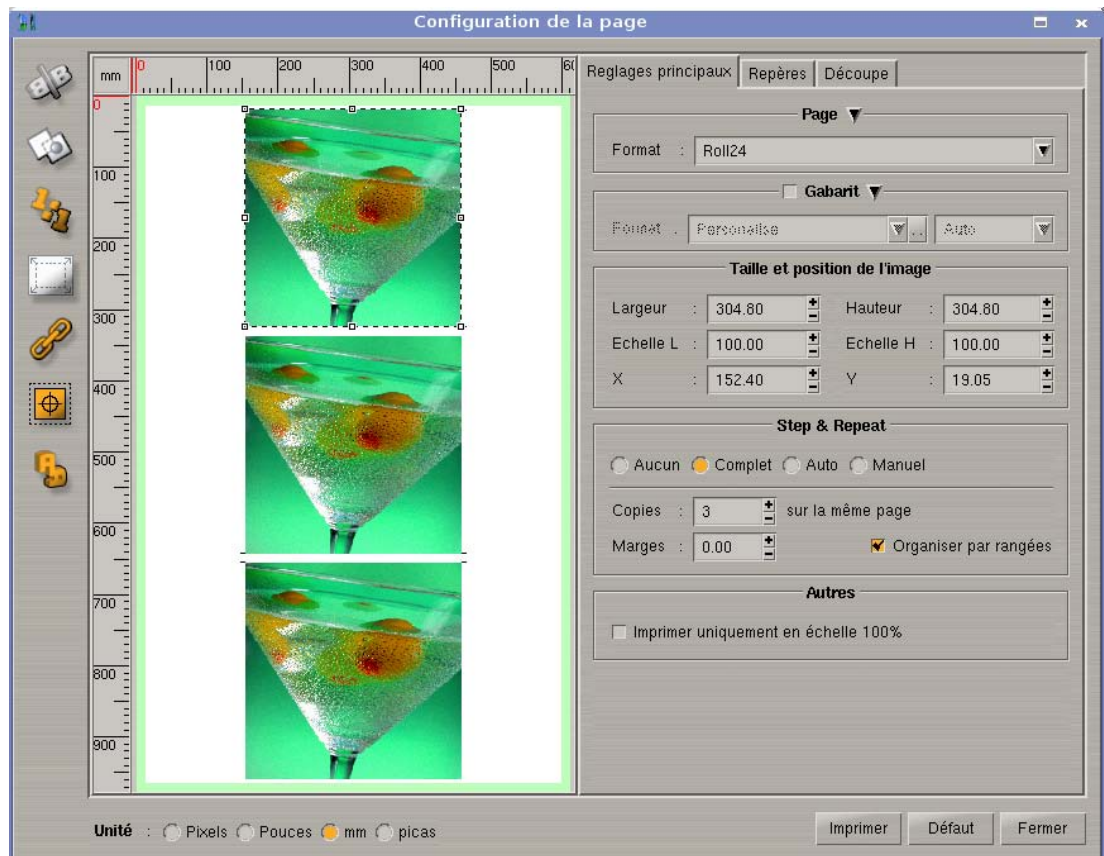 Configuration de la page
mm 0 100 200 300 400 500 60
0
100
200
300
400
500
600
700
800
900
Reglages principaux Repères Découpe
Page
Format : Roll24
Gabarit
Format : Personalise .. Auto
Taille et position de l'image
Largeur : 304.80 Hauteur : 304.80
Echelle L : 100.00 Echelle H : 100.00
X : 152.40 Y : 19.05
Step & Repeat
Aucun Complet Auto Manuel
Copies : 3 sur la même page
Marges : 0.00 Organiser par rangées
Autres
Imprimer uniquement en échelle 100%
Unité : Pixels Pouces mm picas
Imprimer Défaut Fermer